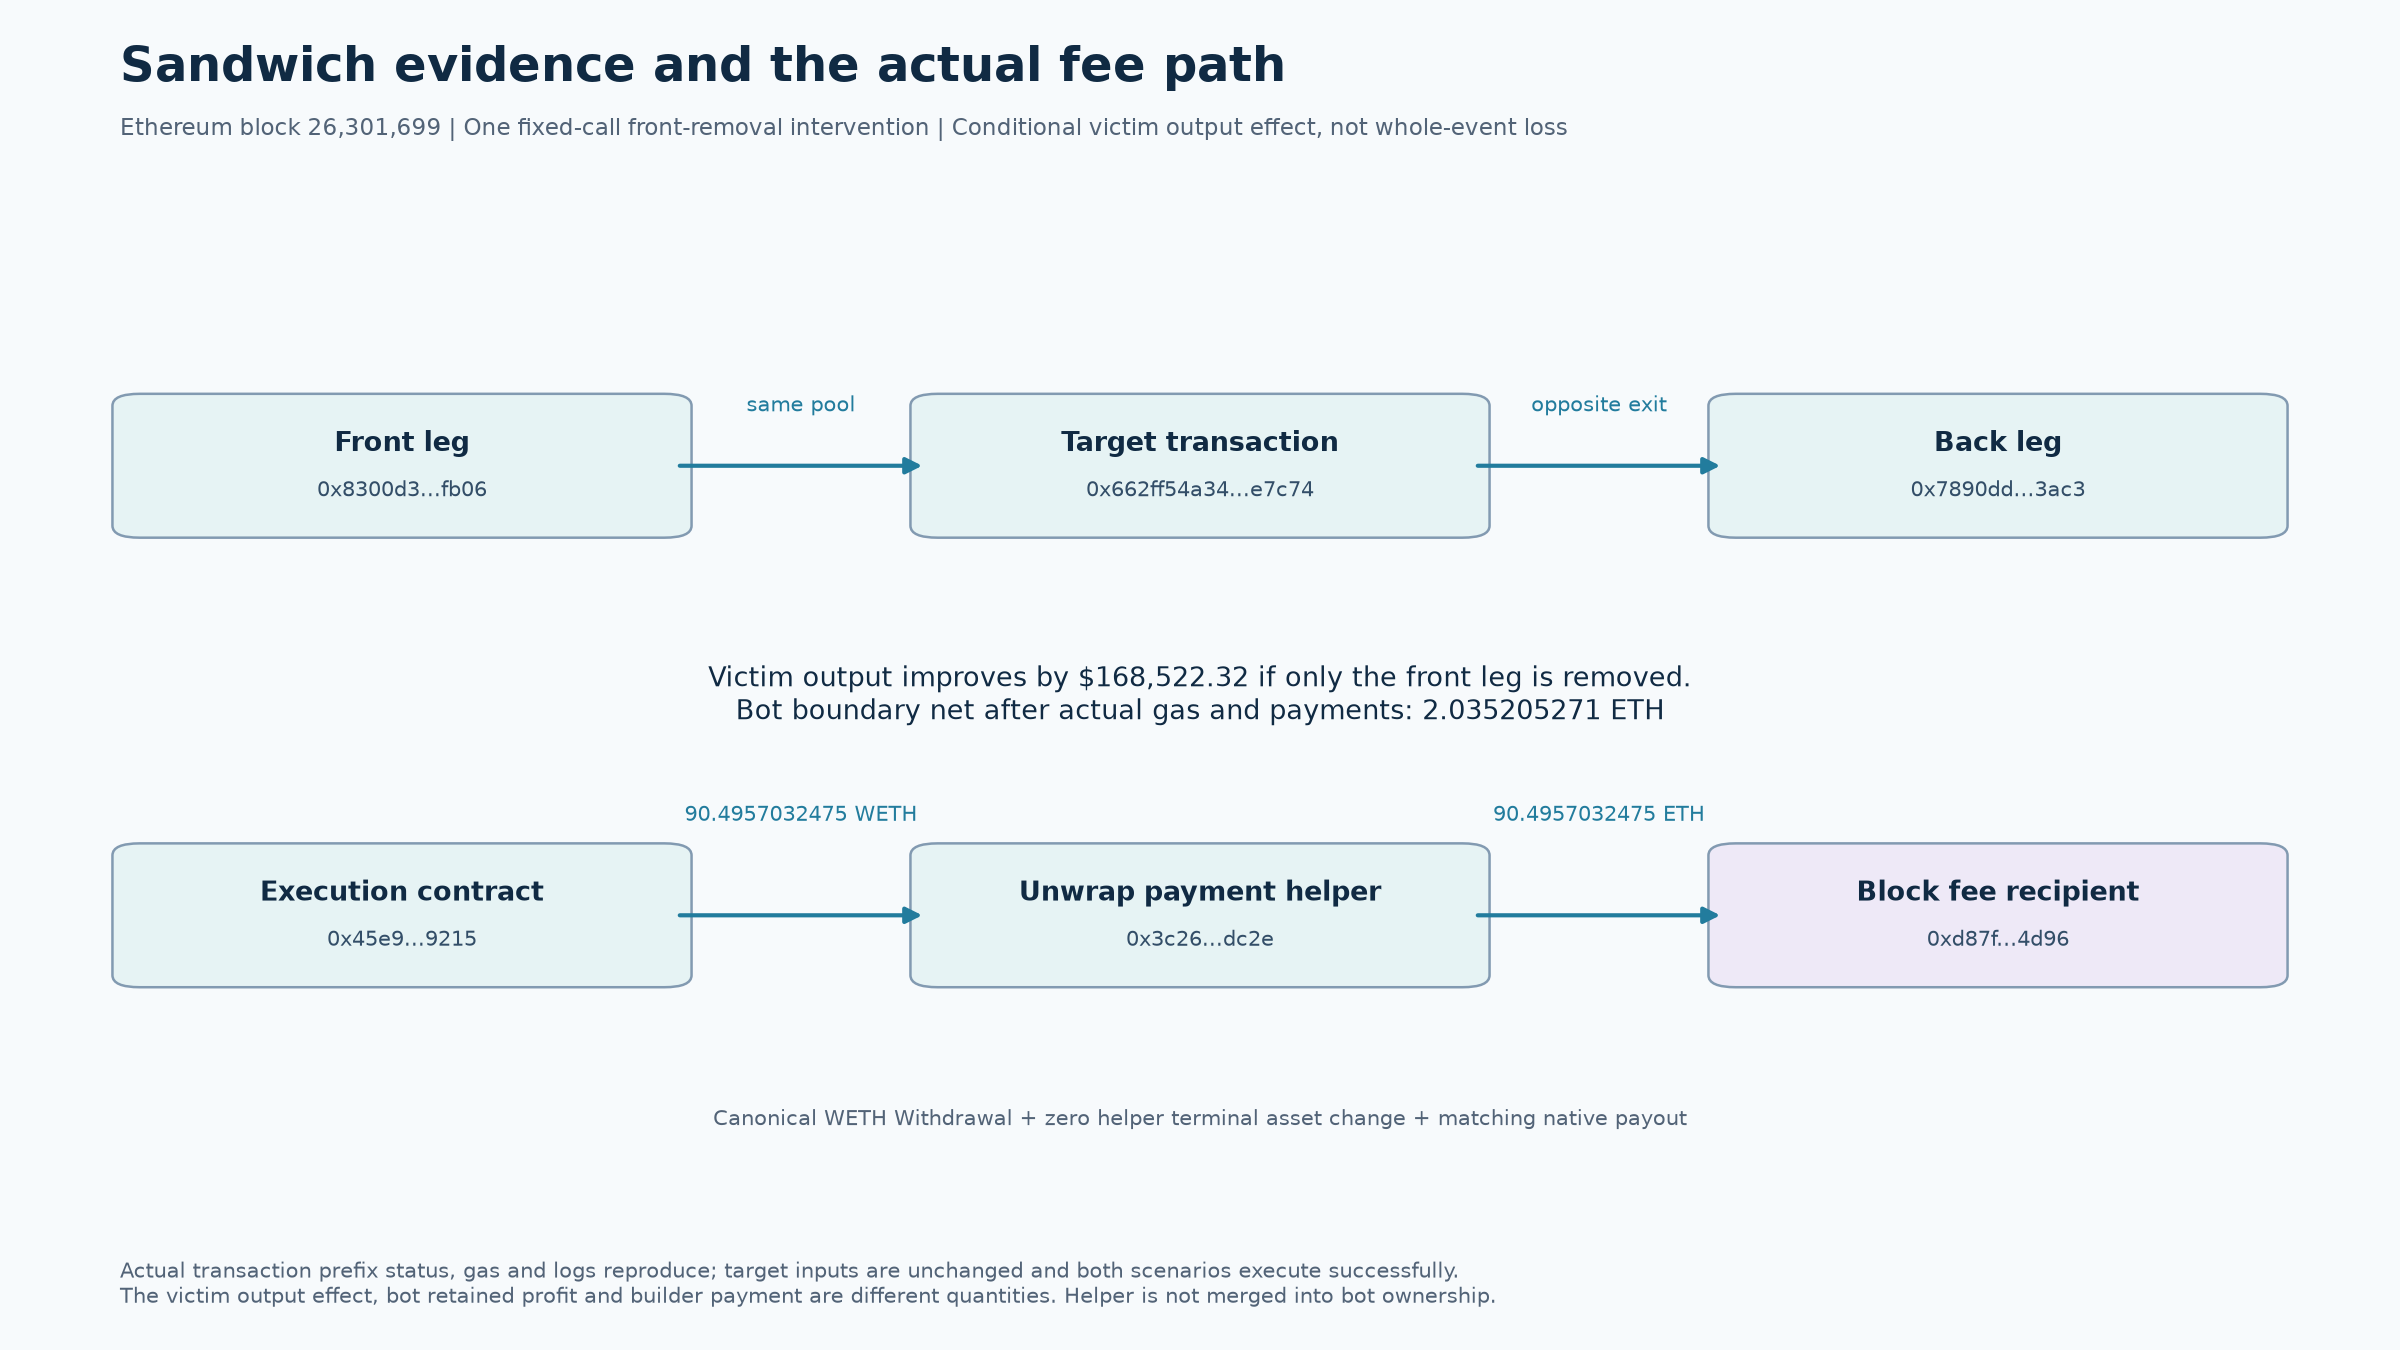 Sandwich evidence and the actual fee path
Ethereum block 26,301,699 | One fixed-call front-removal intervention | Conditional victim output effect, not whole-event loss
same pool
opposite exit
Front leg
0x8300d3...fb06
Target transaction
0x662ff54a34...e7c74
Back leg
0x7890dd...3ac3
Victim output improves by $168,522.32 if only the front leg is removed.
Bot boundary net after actual gas and payments: 2.035205271 ETH
90.4957032475 WETH
90.4957032475 ETH
Execution contract
0x45e9...9215
Unwrap payment helper
0x3c26...dc2e
Block fee recipient
0xd87f...4d96
Canonical WETH Withdrawal + zero helper terminal asset change + matching native payout
Actual transaction prefix status, gas and logs reproduce; target inputs are unchanged and both scenarios execute successfully.
The victim output effect, bot retained profit and builder payment are different quantities. Helper is not merged into bot ownership.